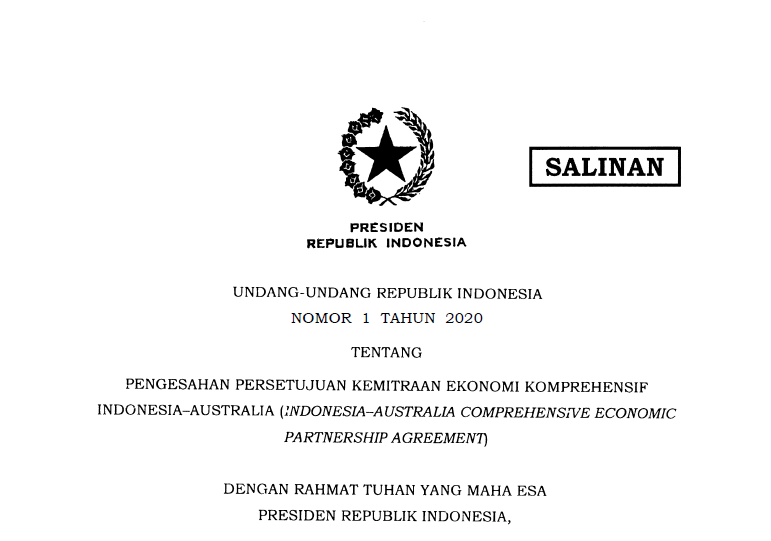 SALINAN
PRESIDEN
REPUBLIK INDONESIA
UNDANG-UNDANG REPUBLIK INDONESIA
NOMOR 1 TAHUN 2020
TENTANG
PENGESAHAN PERSETUJUAN KEMITRAAN EKONOMI KOMPREHENSIF
INDONESIA–AUSTRALIA (INDONESIA–AUSTRALIA COMPREHENSIVE ECONOMIC
PARTNERSHIP AGREEMENT)
DENGAN RAHMAT TUHAN YANG MAHA ESA
PRESIDEN REPUBLIK INDONESIA,